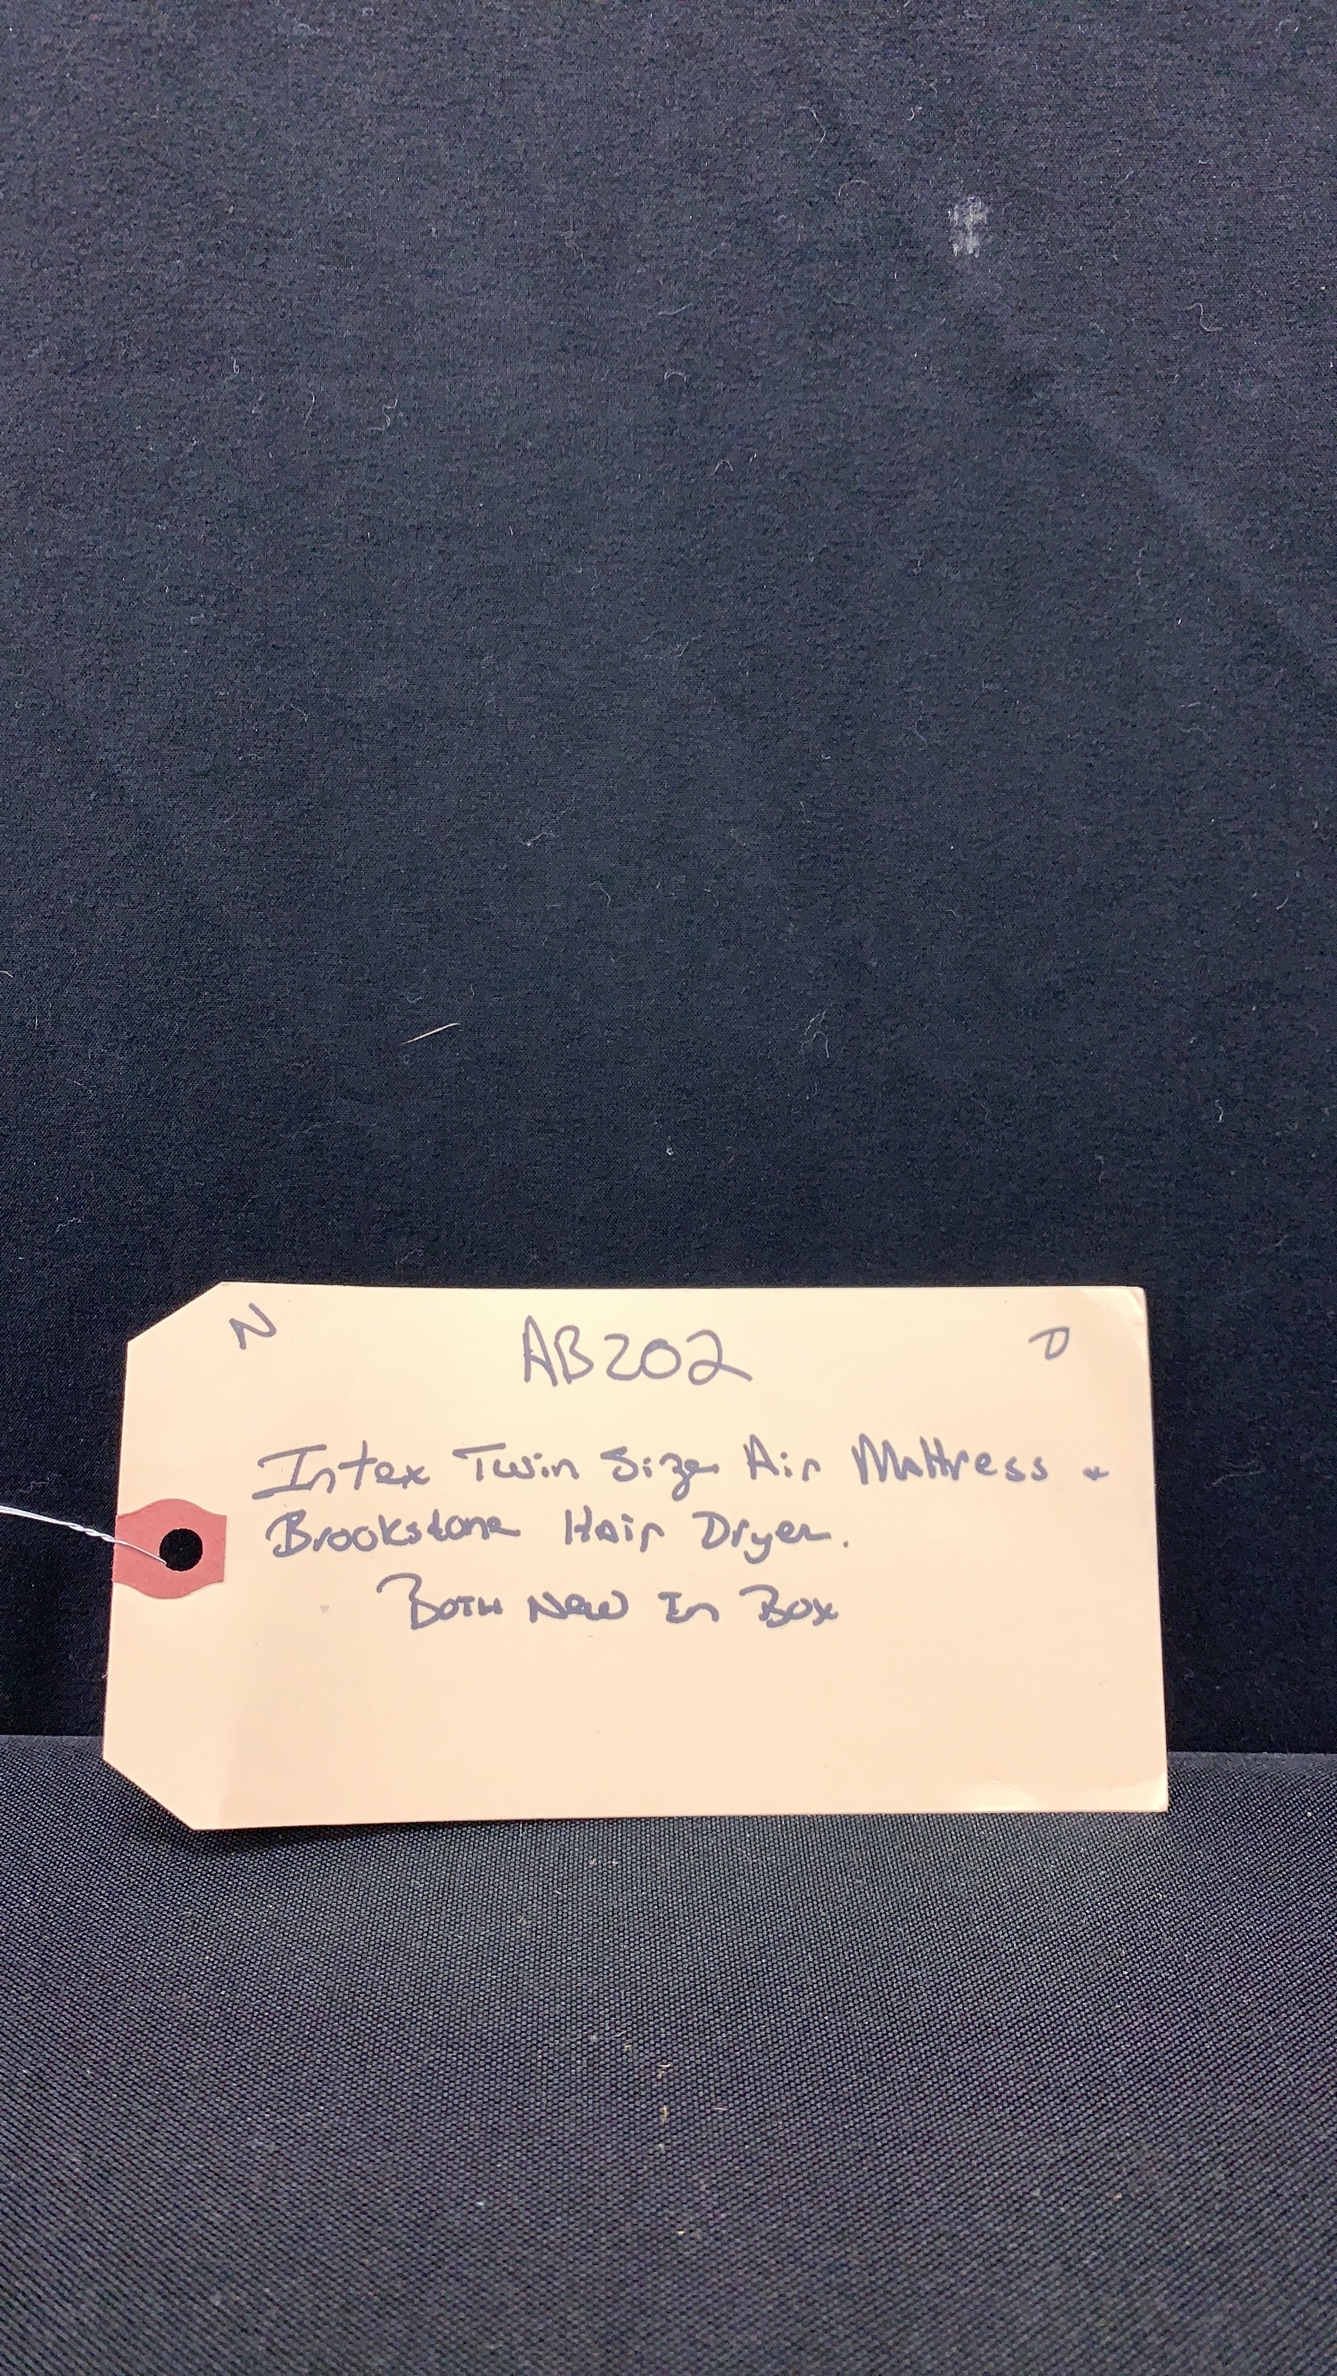 N AB202 D
Intex Twin Size Air Mattress +
Brookstone Hair Dryer.
Both New In Box